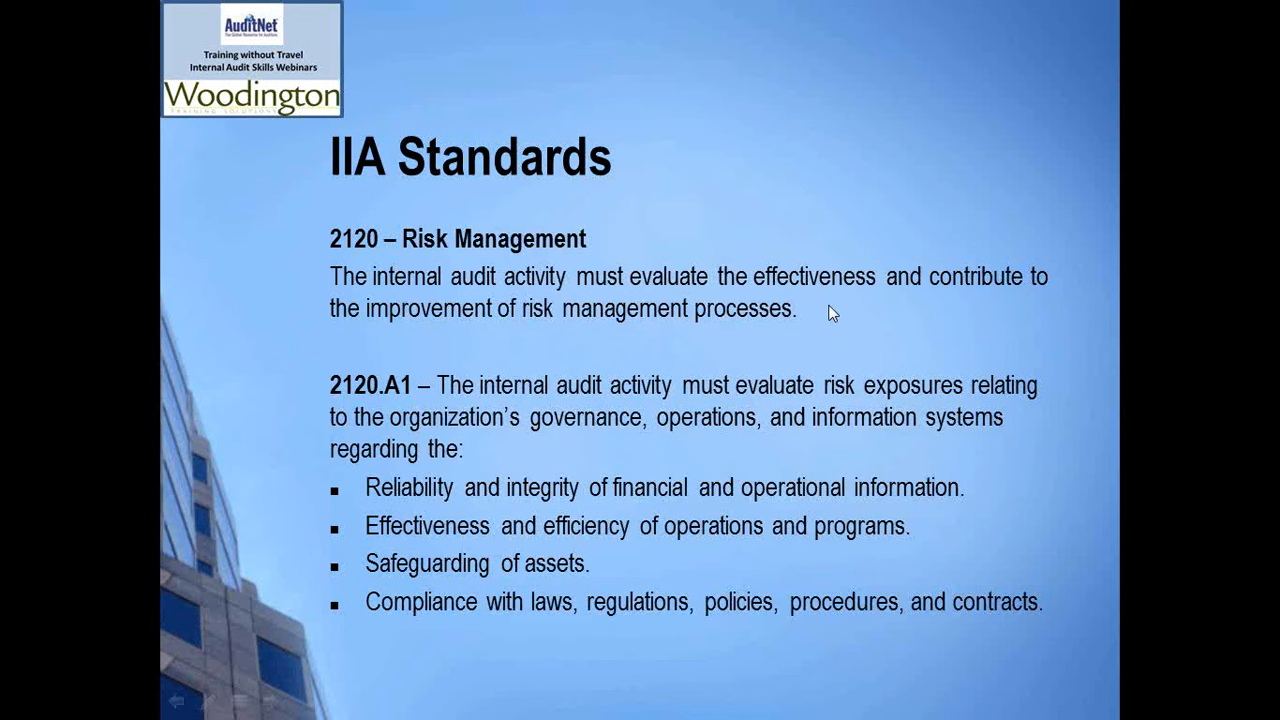 AuditNet
Training without Travel
Internal Audit Skills Webinars
Woodington
TRAINING SOLUTIONS
IIA Standards
2120 – Risk Management
The internal audit activity must evaluate the effectiveness and contribute to
the improvement of risk management processes.
2120.A1 – The internal audit activity must evaluate risk exposures relating
to the organization’s governance, operations, and information systems
regarding the:
▪ Reliability and integrity of financial and operational information.
▪ Effectiveness and efficiency of operations and programs.
▪ Safeguarding of assets.
▪ Compliance with laws, regulations, policies, procedures, and contracts.